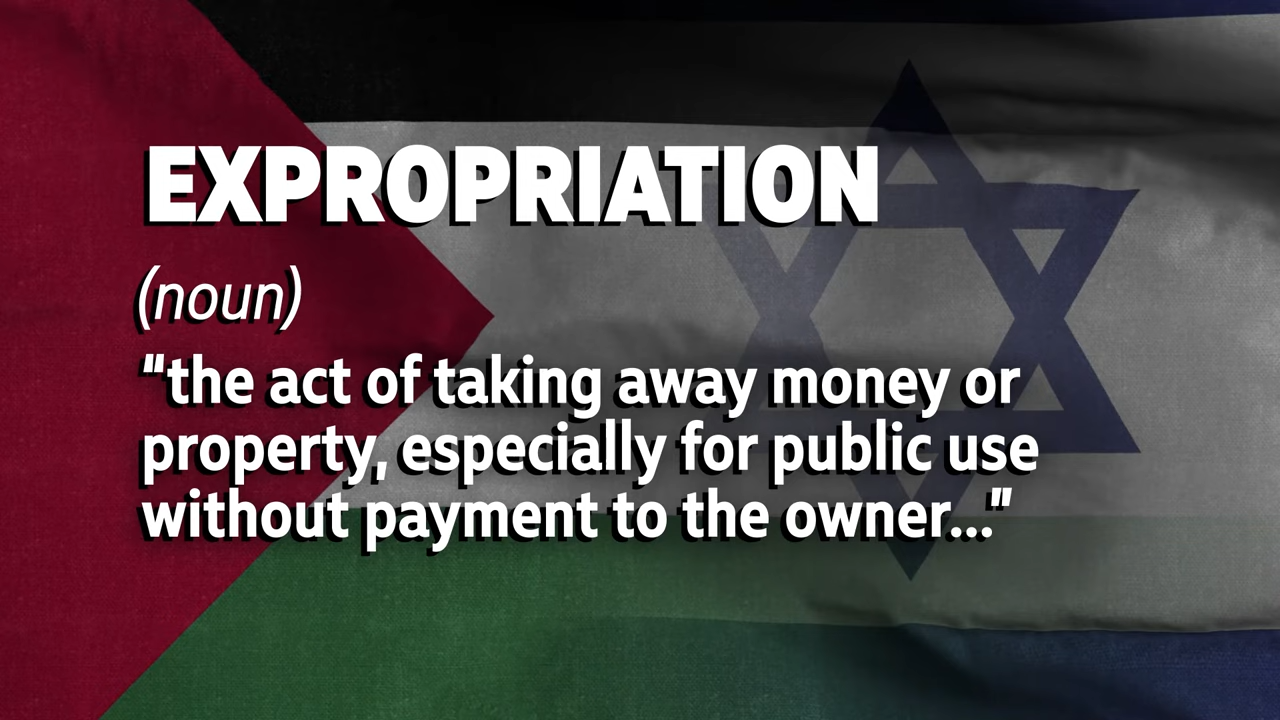 EXPROPRIATION
(noun)
"the act of taking away money or
property, especially for public use
without payment to the owner..."